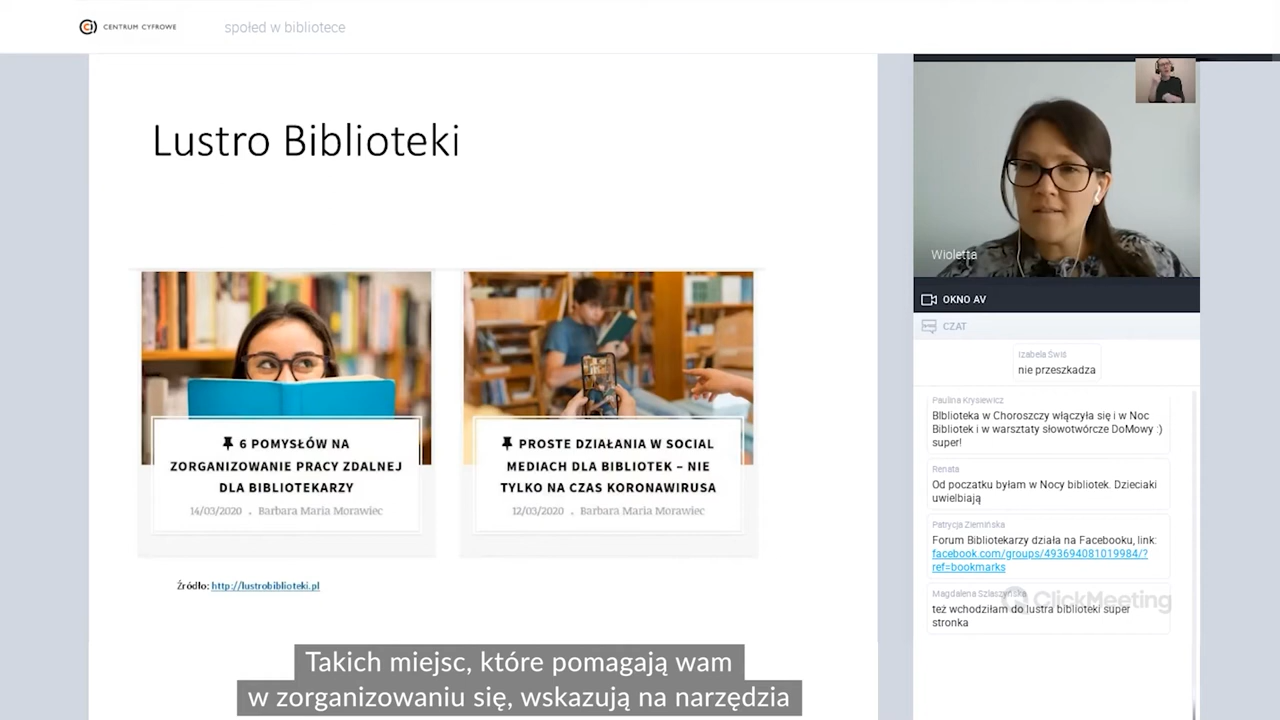 CENTRUM CYFROWE
społed w bibliotece
Lustro Biblioteki
6 POMYSŁÓW NA
ZORGANIZOWANIE PRACY ZDALNEJ
DLA BIBLIOTEKARZY
14/03/2020 . Barbara Maria Morawiec
PROSTE DZIAŁANIA W SOCIAL
MEDIACH DLA BIBLIOTEK – NIE
TYLKO NA CZAS KORONAWIRUSA
12/03/2020 . Barbara Maria Morawiec
Źródło: http://lustrobiblioteki.pl
Takich miejsc, które pomagają wam
w zorganizowaniu się, wskazują na narzędzia
Wioletta
OKNO AV
CZAT
Izabela Świś
nie przeszkadza
Paulina Krysiewicz
BIblioteka w Choroszczy włączyła się i w Noc
Bibliotek i w warsztaty słowotwórcze DoMowy :)
super!
Renata
Od poczatku byłam w Nocy bibliotek. Dzieciaki
uwielbiają
Patrycja Ziemińska
Forum Bibliotekarzy działa na Facebooku, link:
facebook.com/groups/493694081019984/?
ref=bookmarks
Magdalena Szlaszyńska
też wchodziłam do lustra biblioteki super
stronka
ClickMeeting